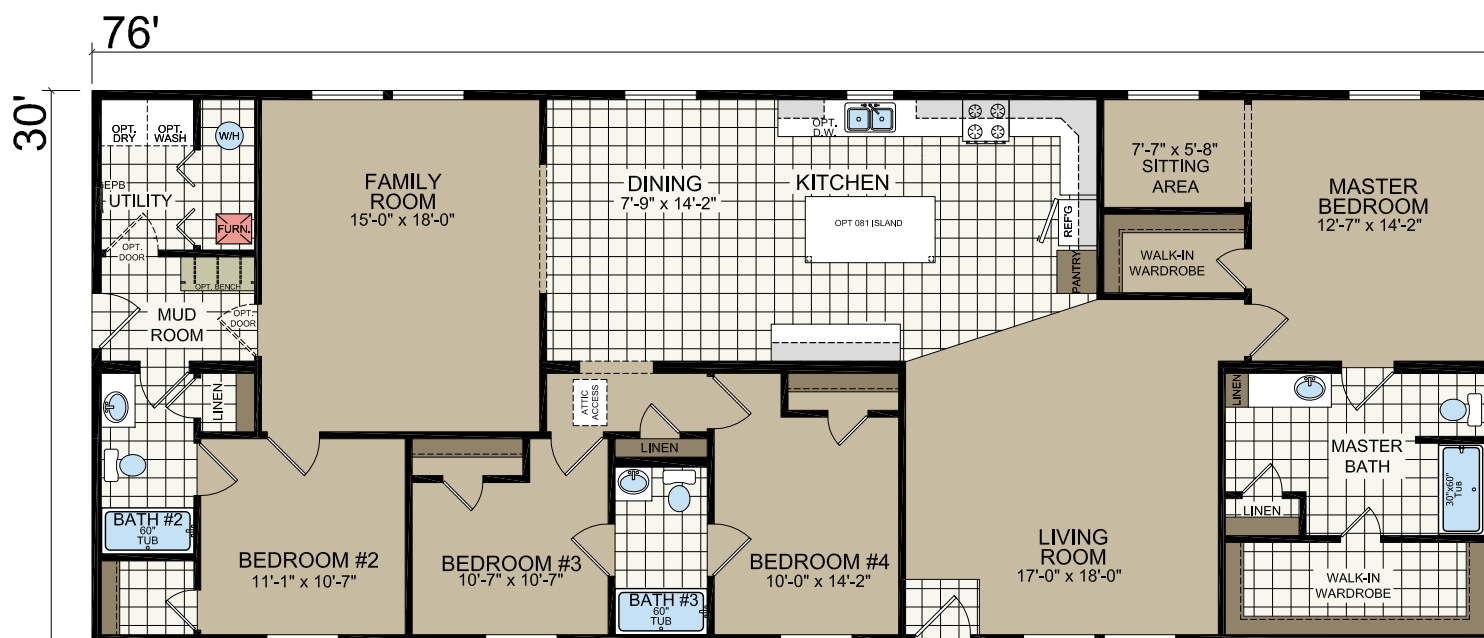 76'
30'
OPT.
DRY
OPT.
WASH
W/H
EPB
UTILITY
FURN.
OPT.
DOOR
OPT. BENCH
MUD
ROOM
OPT.
DOOR
LINEN
FAMILY
ROOM
15'-0" x 18'-0"
DINING
7'-9" x 14'-2"
KITCHEN
OPT.
D.W.
OPT 081 ISLAND
REF'G
PANTRY
7'-7" x 5'-8"
SITTING
AREA
WALK-IN
WARDROBE
MASTER
BEDROOM
12'-7" x 14'-2"
ATTIC
ACCESS
LINEN
BATH #2
60"
TUB
BEDROOM #2
11'-1" x 10'-7"
BEDROOM #3
10'-7" x 10'-7"
BATH #3
60"
TUB
BEDROOM #4
10'-0" x 14'-2"
LIVING
ROOM
17'-0" x 18'-0"
LINEN
MASTER
BATH
30"x60"
TUB
LINEN
WALK-IN
WARDROBE